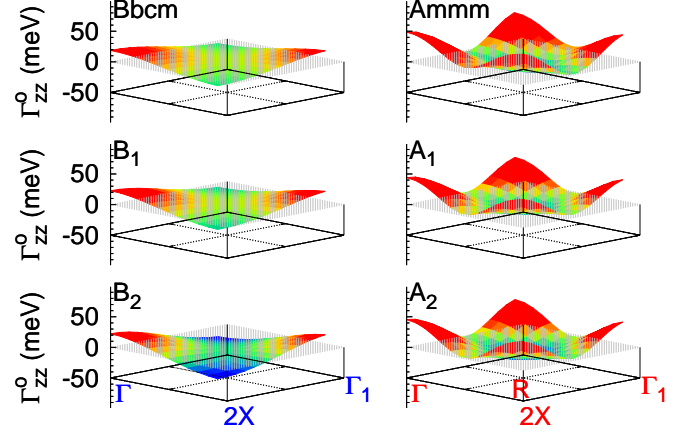 Bbcm Ammm
Γ^o_zz (meV)
50
0
-50
B₁ A₁
Γ^o_zz (meV)
50
0
-50
B₂ A₂
Γ^o_zz (meV)
50
0
-50
Γ 2X Γ₁
Γ R 2X Γ₁